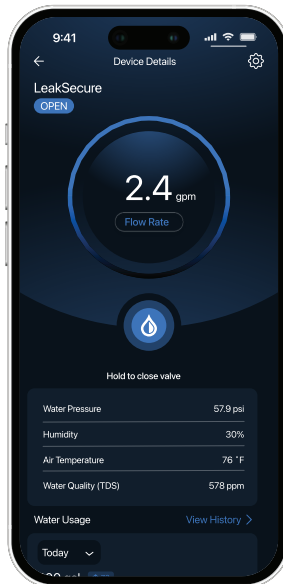 9:41
Device Details
LeakSecure
OPEN
2.4 gpm
Flow Rate
Hold to close valve
Water Pressure 57.9 psi
Humidity 30%
Air Temperature 76 °F
Water Quality (TDS) 578 ppm
Water Usage View History
Today